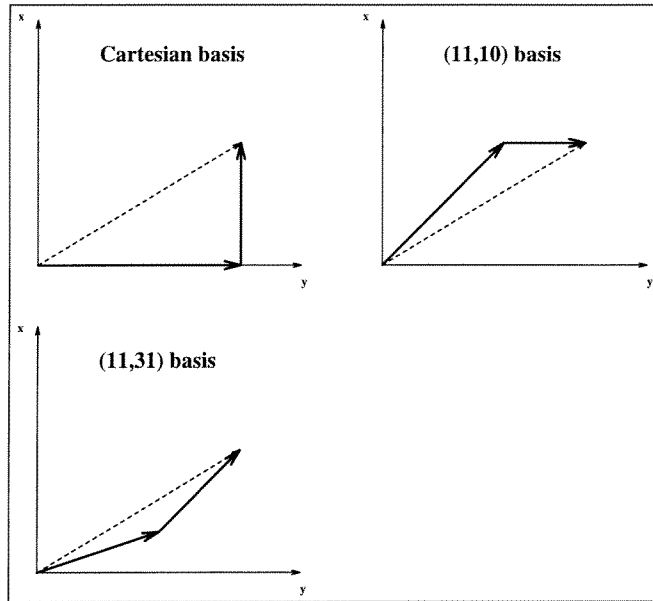 x
Cartesian basis
y
x
(11,10) basis
y
x
(11,31) basis
y